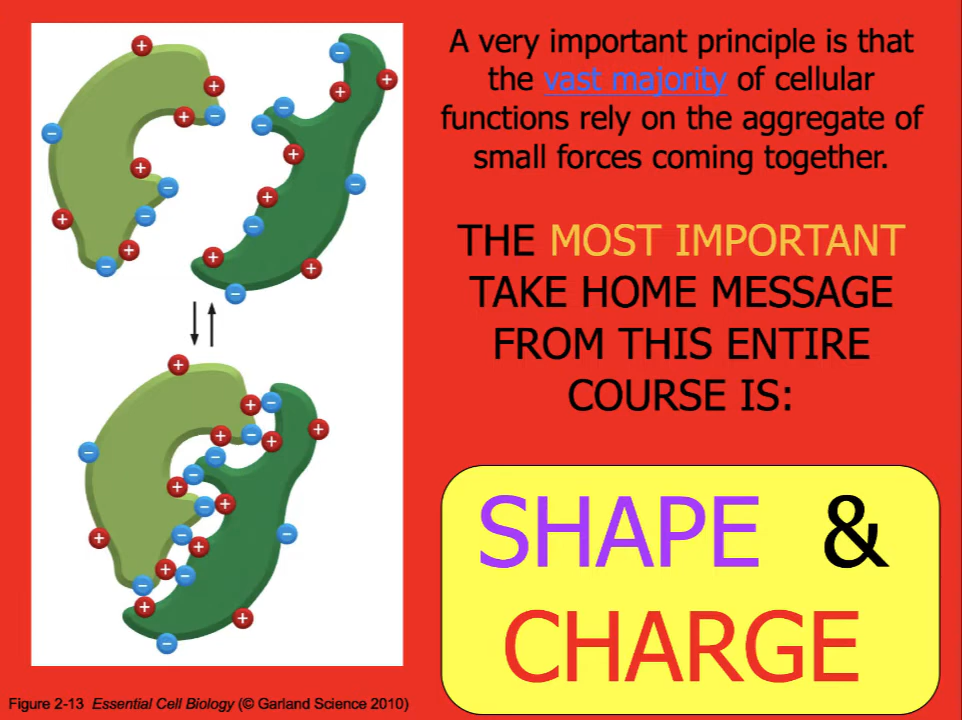 A very important principle is that
the vast majority of cellular
functions rely on the aggregate of
small forces coming together.
THE MOST IMPORTANT
TAKE HOME MESSAGE
FROM THIS ENTIRE
COURSE IS:
SHAPE &
CHARGE
Figure 2-13 Essential Cell Biology (© Garland Science 2010)